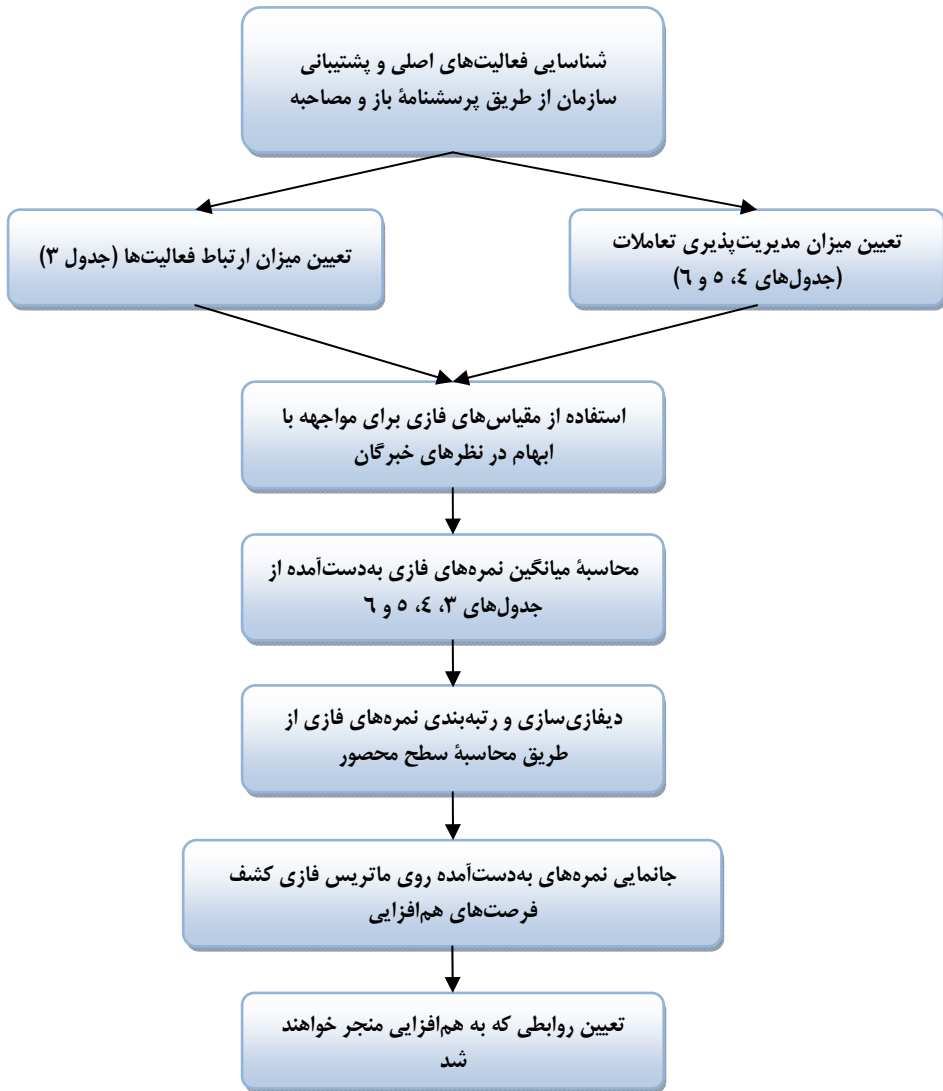 شناسایی فعالیت‌های اصلی و پشتیبانی
سازمان از طریق پرسشنامهٔ باز و مصاحبه
تعیین میزان مدیریت‌پذیری تعاملات
(جدول‌های ٤، ٥ و ٦)
تعیین میزان ارتباط فعالیت‌ها (جدول ٣)
استفاده از مقیاس‌های فازی برای مواجهه با
ابهام در نظرهای خبرگان
محاسبهٔ میانگین نمره‌های فازی به‌دست‌آمده از
جدول‌های ٣، ٤، ٥ و ٦
دیفازی‌سازی و رتبه‌بندی نمره‌های فازی از
طریق محاسبهٔ سطح محصور
جانمایی نمره‌های به‌دست‌آمده روی ماتریس فازی کشف
فرصت‌های هم‌افزایی
تعیین روابطی که به هم‌افزایی منجر خواهند
شد